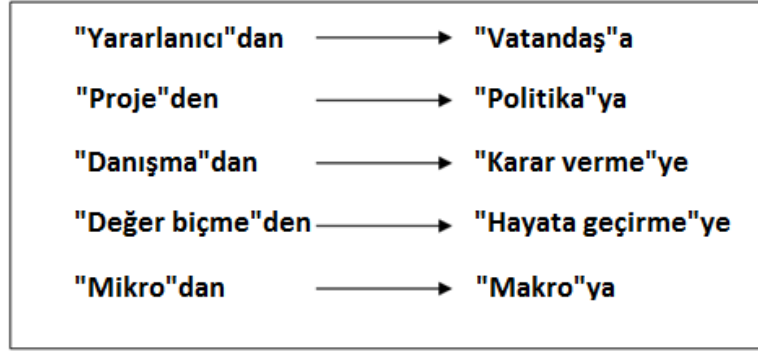 "Yararlanıcı"dan "Vatandaş"a
"Proje"den "Politika"ya
"Danışma"dan "Karar verme"ye
"Değer biçme"den "Hayata geçirme"ye
"Mikro"dan "Makro"ya